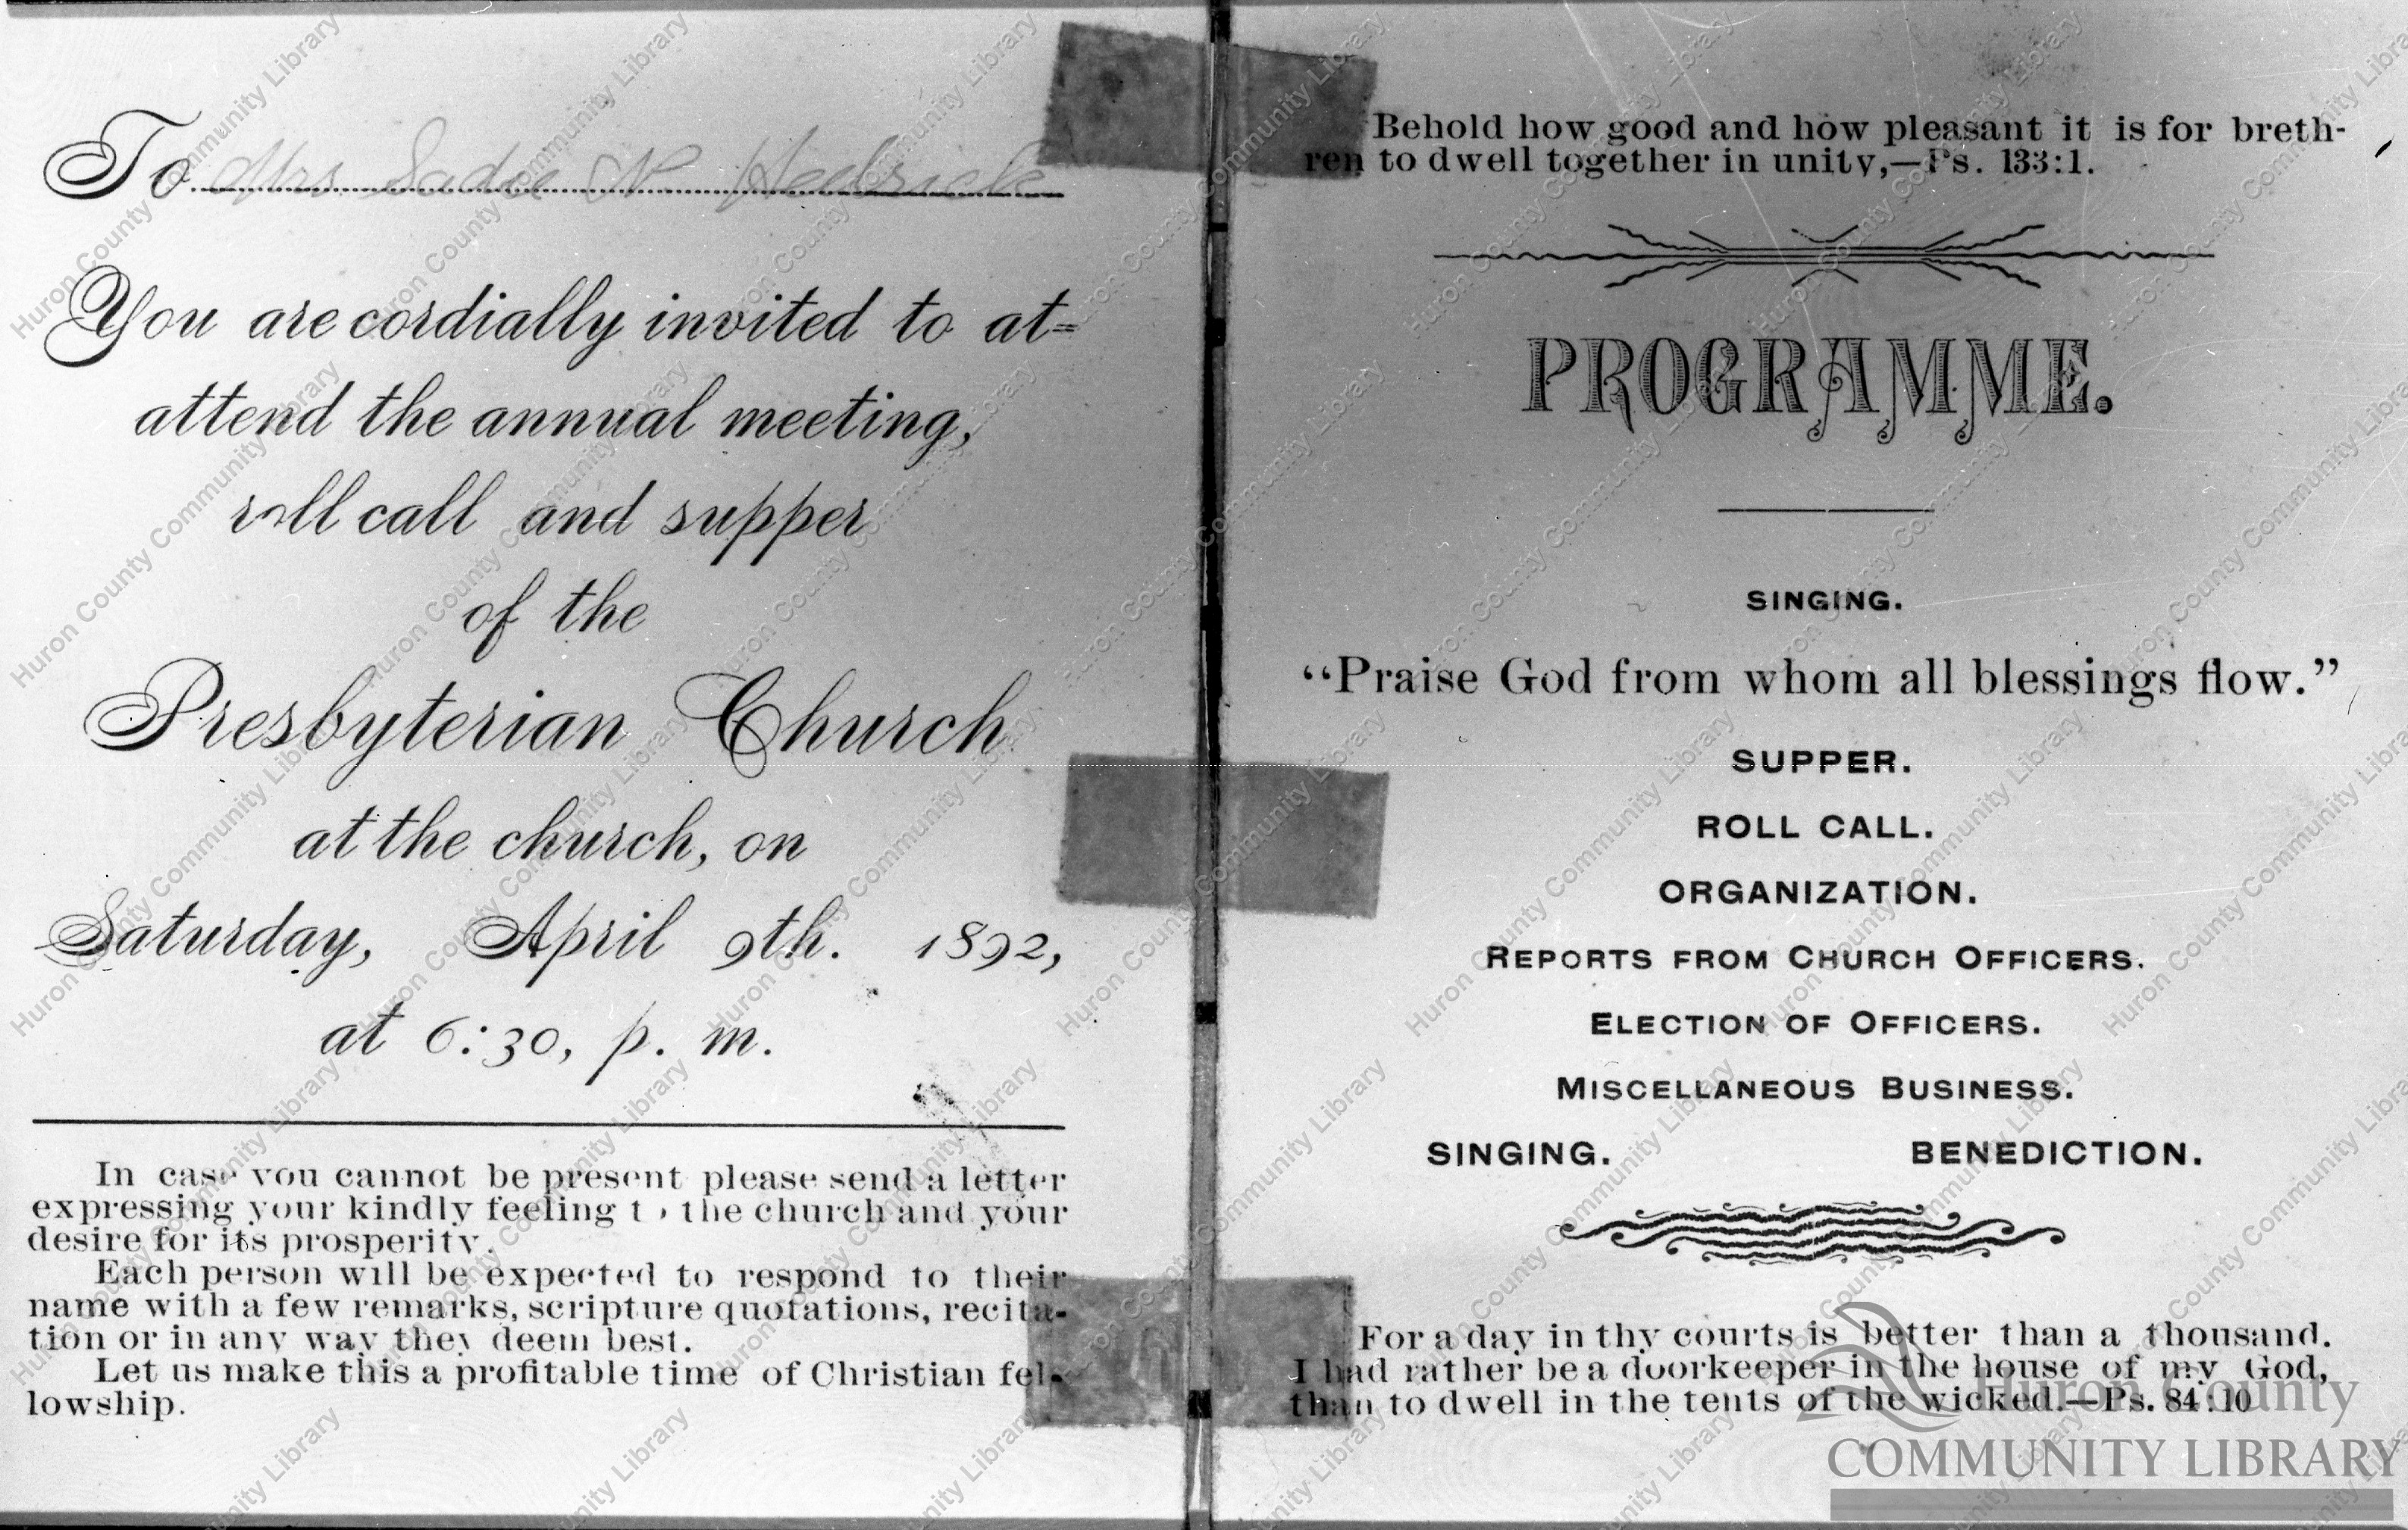 To Mrs Sadie N Hedrick
You are cordially invited to at=
attend the annual meeting,
roll call and supper
of the
Presbyterian Church
at the church, on
Saturday, April 9th. 1892,
at 6:30, p. m.
In case you cannot be present please send a letter
expressing your kindly feeling to the church and your
desire for its prosperity.
Each person will be expected to respond to their
name with a few remarks, scripture quotations, recita-
tion or in any way they deem best.
Let us make this a profitable time of Christian fel-
lowship.
Behold how good and how pleasant it is for breth-
ren to dwell together in unity,—Ps. 133:1.
PROGRAMME.
SINGING.
“Praise God from whom all blessings flow.”
SUPPER.
ROLL CALL.
ORGANIZATION.
REPORTS FROM CHURCH OFFICERS.
ELECTION OF OFFICERS.
MISCELLANEOUS BUSINESS.
SINGING. BENEDICTION.
For a day in thy courts is better than a thousand.
I had rather be a doorkeeper in the house of my God,
than to dwell in the tents of the wicked.—Ps. 84:10
Huron County
COMMUNITY LIBRARY